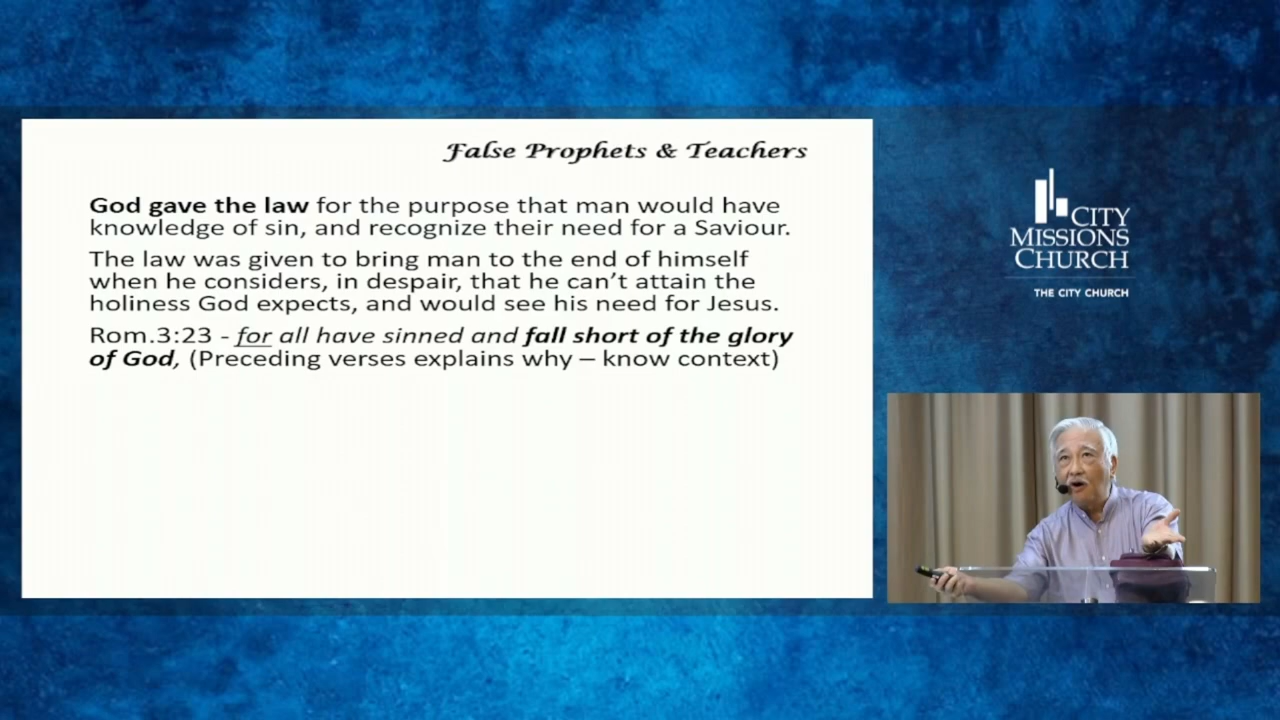 False Prophets & Teachers
God gave the law for the purpose that man would have
knowledge of sin, and recognize their need for a Saviour.
The law was given to bring man to the end of himself
when he considers, in despair, that he can’t attain the
holiness God expects, and would see his need for Jesus.
Rom.3:23 - for all have sinned and fall short of the glory
of God, (Preceding verses explains why – know context)
CITY
MISSIONS
CHURCH
THE CITY CHURCH